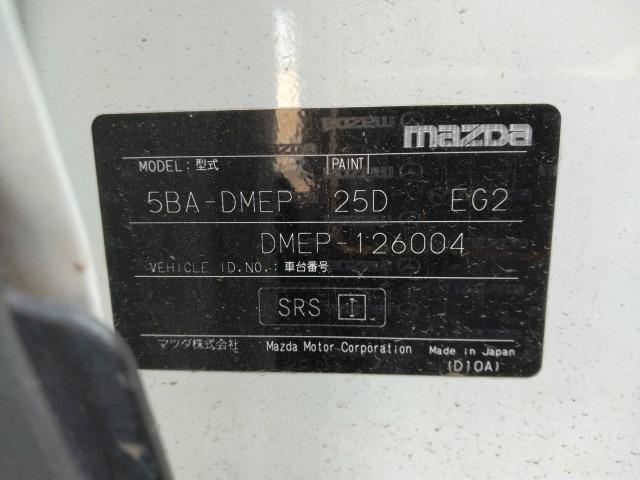 mazda
MODEL:型式 PAINT
5BA-DMEP 25D EG2
DMEP-126004
VEHICLE ID.NO.:車台番号
SRS I
マツダ株式会社 Mazda Motor Corporation Made in Japan
(D10A)